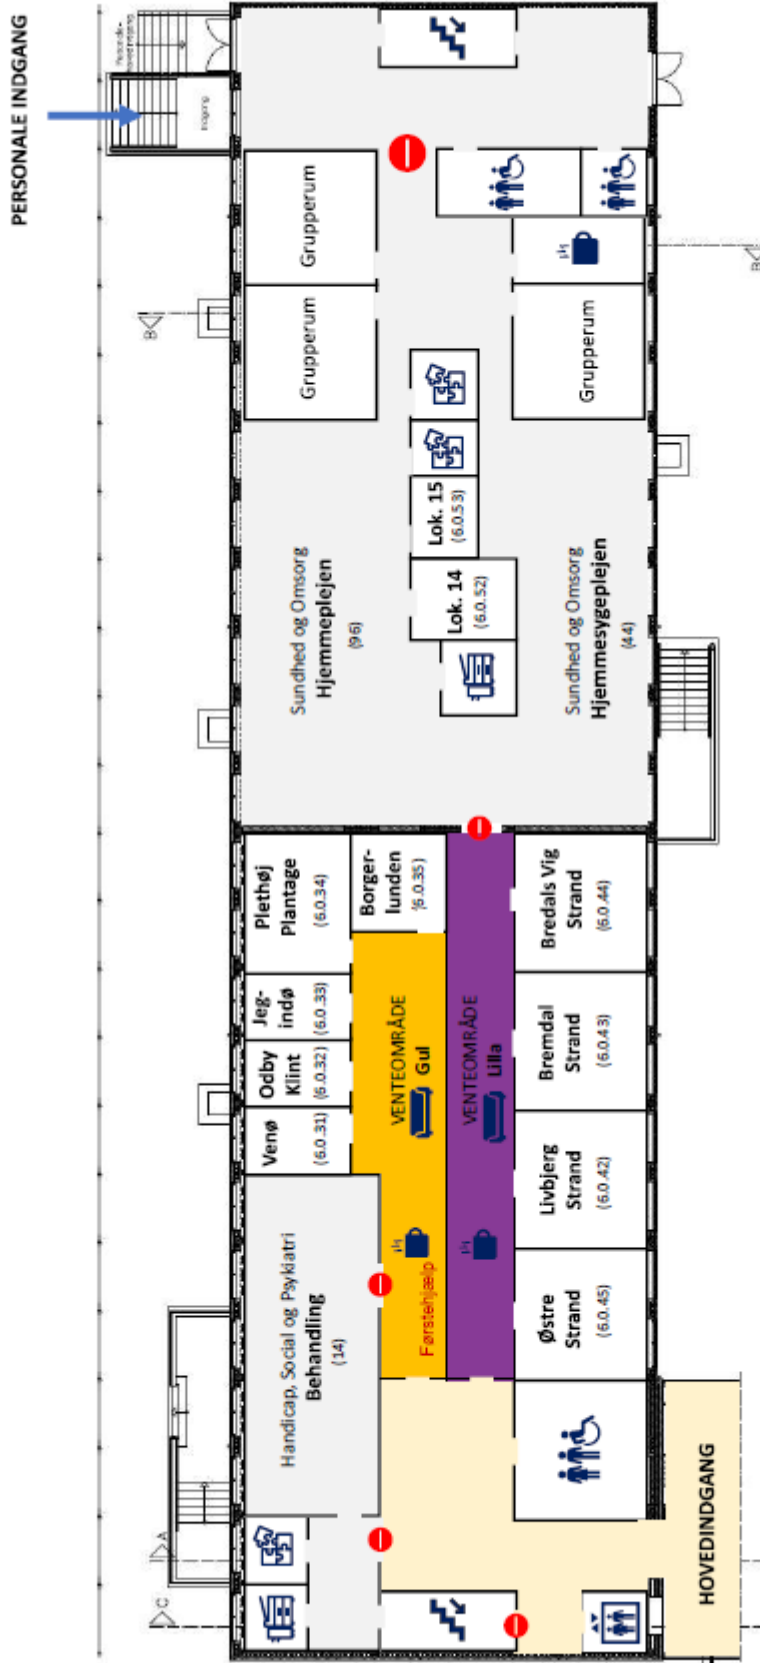 PERSONALE INDGANG
Indgang
Grupperum
Grupperum
Grupperum
B
B
Sundhed og Omsorg
Hjemmeplejen
(96)
Lok. 15
(6.0.53)
Lok. 14
(6.0.52)
Sundhed og Omsorg
Hjemmesygeplejen
(44)
Plethøj
Plantage
(6.0.34)
Borger-
lunden
(6.0.35)
Jeg-
indø
(6.0.33)
Odby
Klint
(6.0.32)
Venø
(6.0.31)
VENTEOMRÅDE
Gul
VENTEOMRÅDE
Lilla
Bredals Vig
Strand
(6.0.44)
Bremdal
Strand
(6.0.43)
Livbjerg
Strand
(6.0.42)
Østre
Strand
(6.0.45)
Førstehjælp
Handicap, Social og Psykiatri
Behandling
(14)
A
C
HOVEDINDGANG